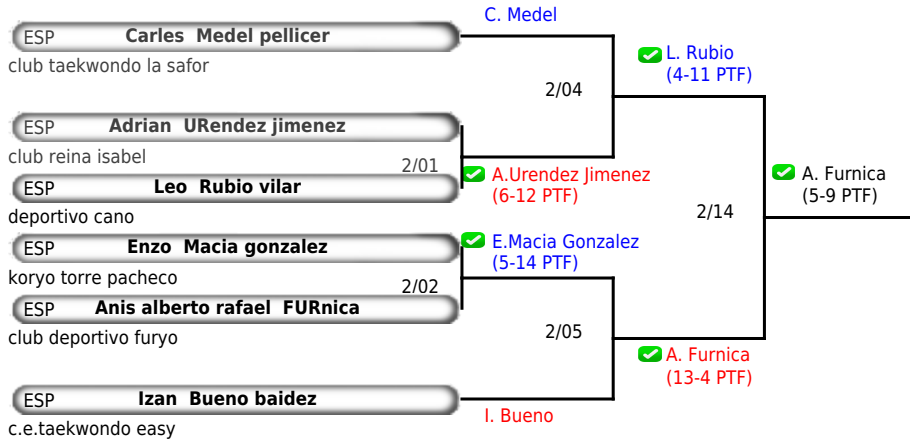 C. Medel
ESP Carles Medel pellicer
club taekwondo la safor
L. Rubio
(4-11 PTF)
2/04
ESP Adrian URendez jimenez
club reina isabel
2/01
A.Urendez Jimenez
(6-12 PTF)
ESP Leo Rubio vilar
deportivo cano
A. Furnica
(5-9 PTF)
2/14
ESP Enzo Macia gonzalez
koryo torre pacheco
E.Macia Gonzalez
(5-14 PTF)
2/02
ESP Anis alberto rafael FURnica
club deportivo furyo
2/05
A. Furnica
(13-4 PTF)
ESP Izan Bueno baidez
c.e.taekwondo easy
I. Bueno